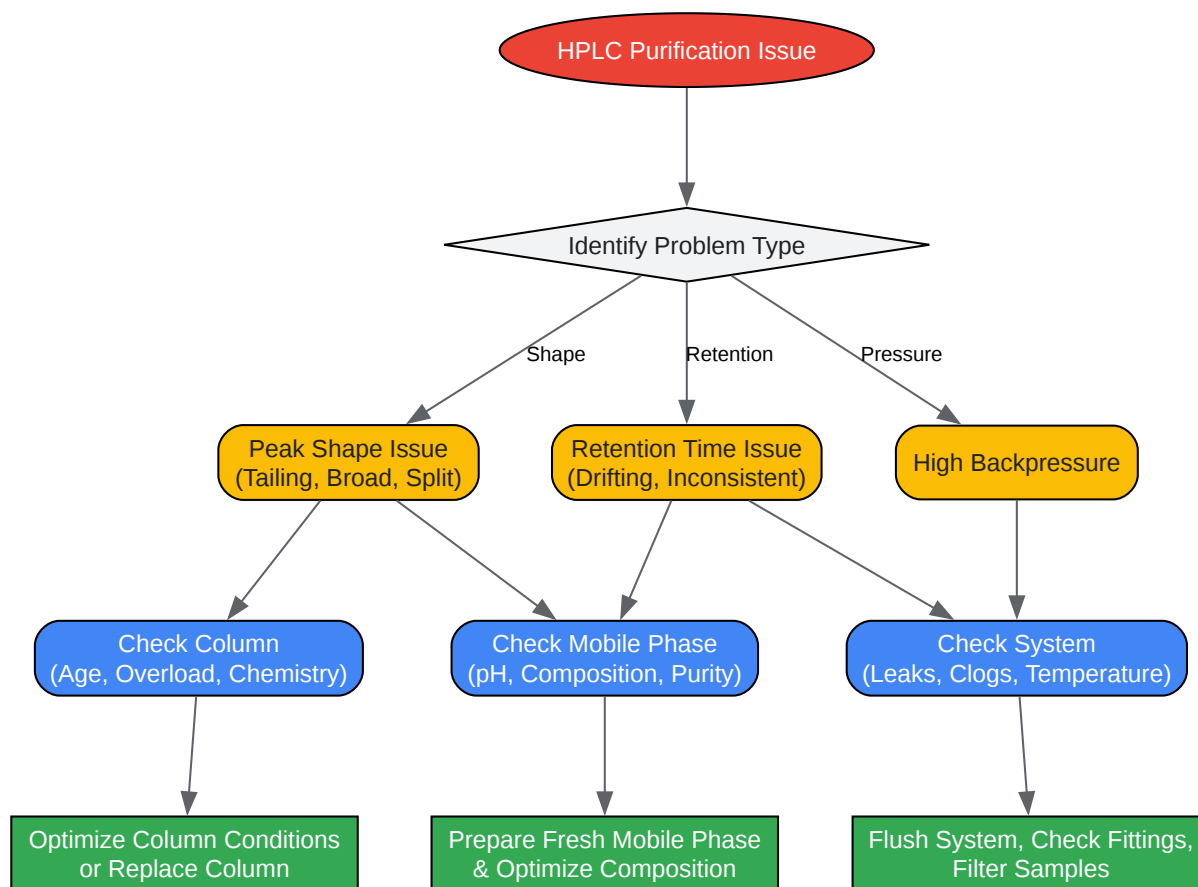 HPLC Purification Issue
Identify Problem Type
Shape
Retention
Pressure
Peak Shape Issue
(Tailing, Broad, Split)
Retention Time Issue
(Drifting, Inconsistent)
High Backpressure
Check Column
(Age, Overload, Chemistry)
Check Mobile Phase
(pH, Composition, Purity)
Check System
(Leaks, Clogs, Temperature)
Optimize Column Conditions
or Replace Column
Prepare Fresh Mobile Phase
& Optimize Composition
Flush System, Check Fittings,
Filter Samples